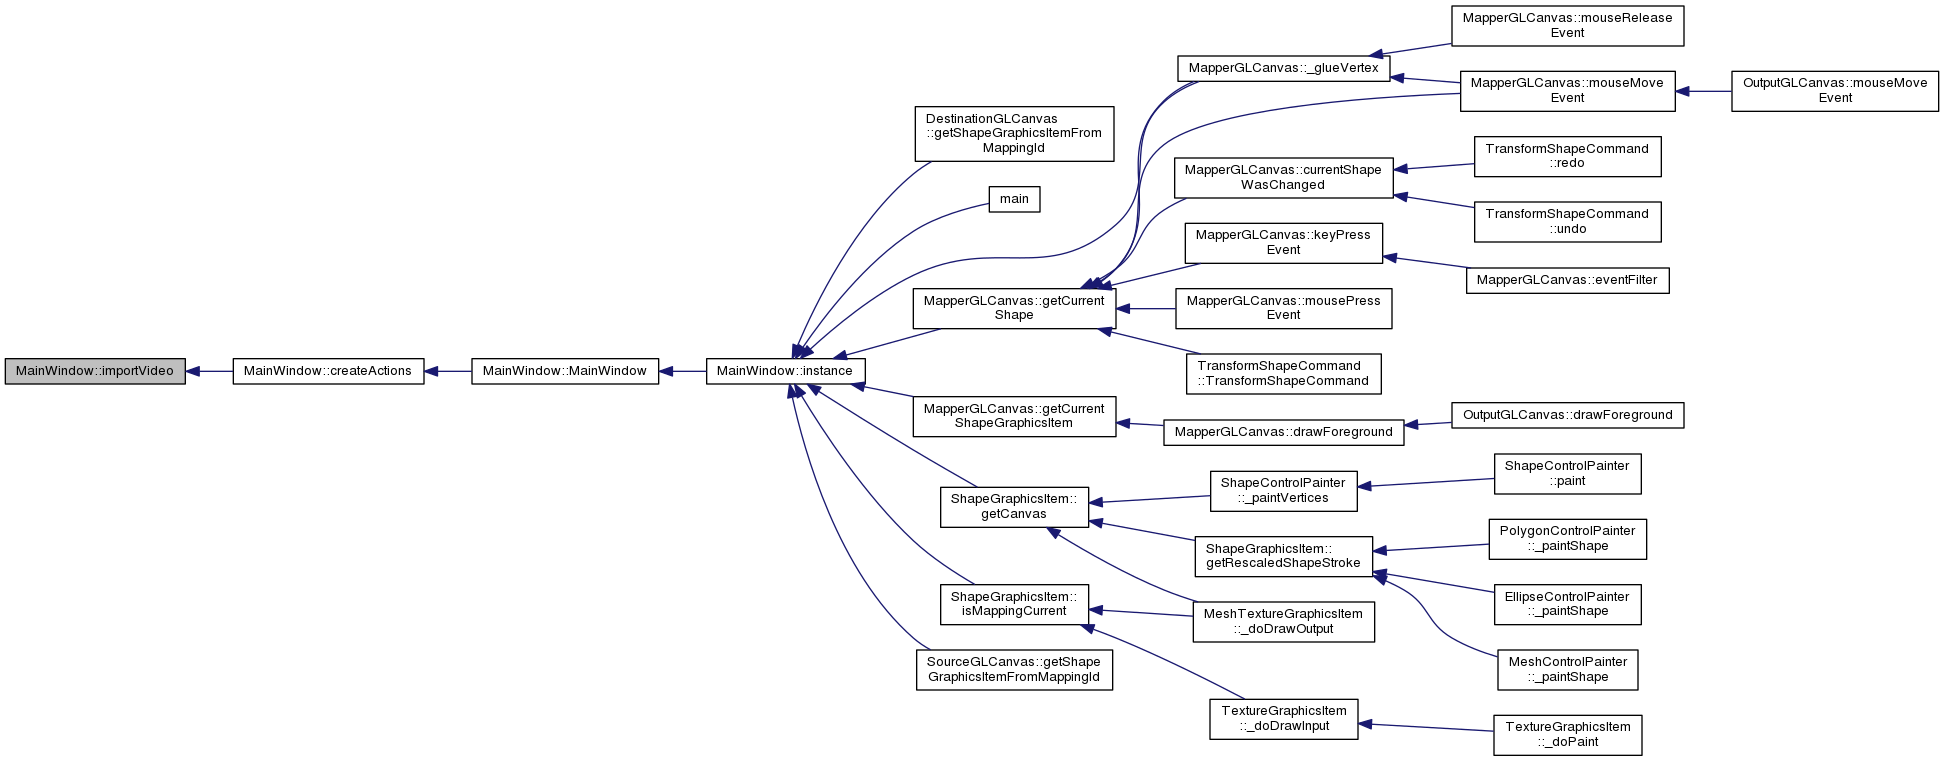 MainWindow::importVideo
MainWindow::createActions
MainWindow::MainWindow
MainWindow::instance
DestinationGLCanvas
::getShapeGraphicsItemFrom
MappingId
main
MapperGLCanvas::getCurrent
Shape
MapperGLCanvas::getCurrent
ShapeGraphicsItem
ShapeGraphicsItem::
getCanvas
ShapeGraphicsItem::
isMappingCurrent
SourceGLCanvas::getShape
GraphicsItemFromMappingId
MapperGLCanvas::_glueVertex
MapperGLCanvas::currentShape
WasChanged
MapperGLCanvas::keyPress
Event
MapperGLCanvas::mousePress
Event
TransformShapeCommand
::TransformShapeCommand
MapperGLCanvas::drawForeground
ShapeControlPainter
::_paintVertices
ShapeGraphicsItem::
getRescaledShapeStroke
MeshTextureGraphicsItem
::_doDrawOutput
TextureGraphicsItem
::_doDrawInput
MapperGLCanvas::mouseRelease
Event
MapperGLCanvas::mouseMove
Event
TransformShapeCommand
::redo
TransformShapeCommand
::undo
MapperGLCanvas::eventFilter
OutputGLCanvas::drawForeground
ShapeControlPainter
::paint
PolygonControlPainter
::_paintShape
EllipseControlPainter
::_paintShape
MeshControlPainter
::_paintShape
TextureGraphicsItem
::_doPaint
OutputGLCanvas::mouseMove
Event